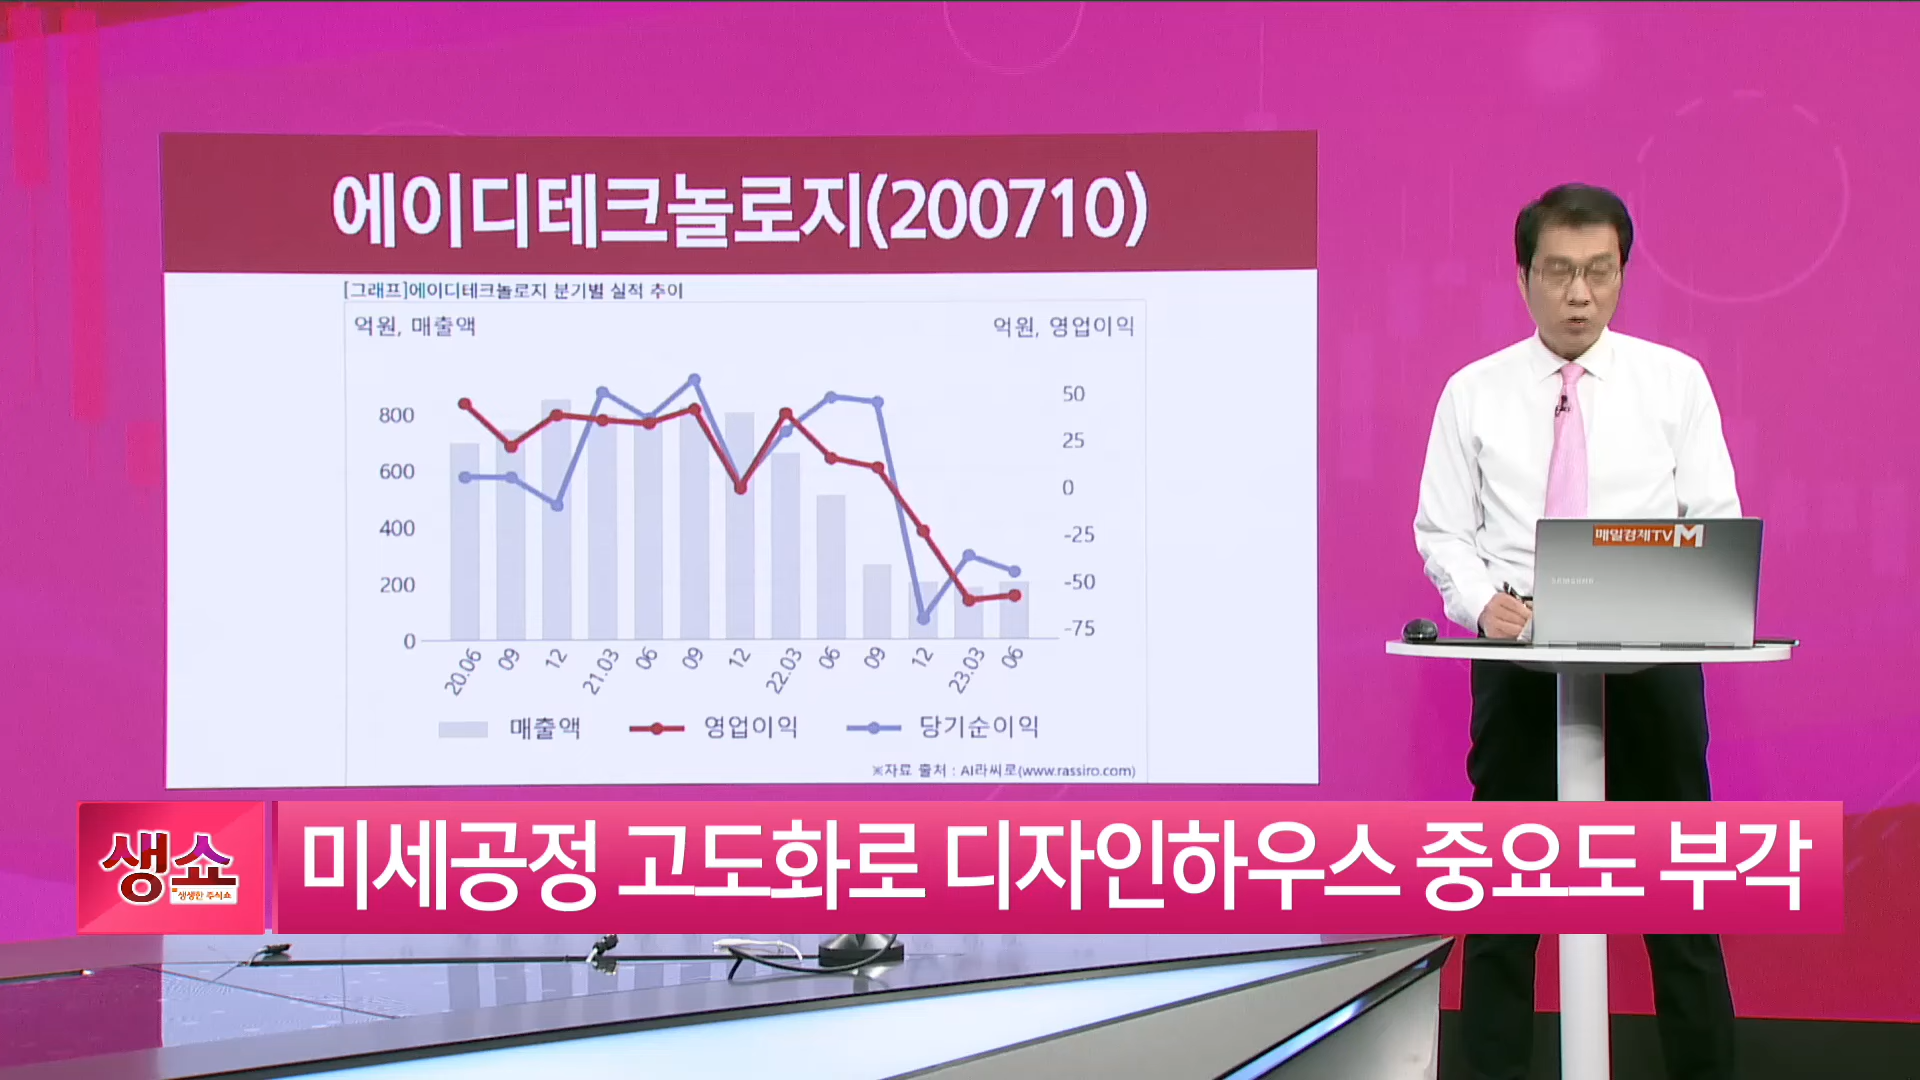 에이디테크놀로지(200710)
[그래프]에이디테크놀로지 분기별 실적 추이
억원, 매출액
억원, 영업이익
800
600
400
200
0
50
25
0
-25
-50
-75
20.06 09 12 21.03 06 09 12 22.03 06 09 12 23.03 06
매출액 영업이익 당기순이익
※자료 출처 : AI라씨로(www.rassiro.com)
매일경제TV M
SAMSUNG
생쇼
생생한 주식쇼
미세공정 고도화로 디자인하우스 중요도 부각